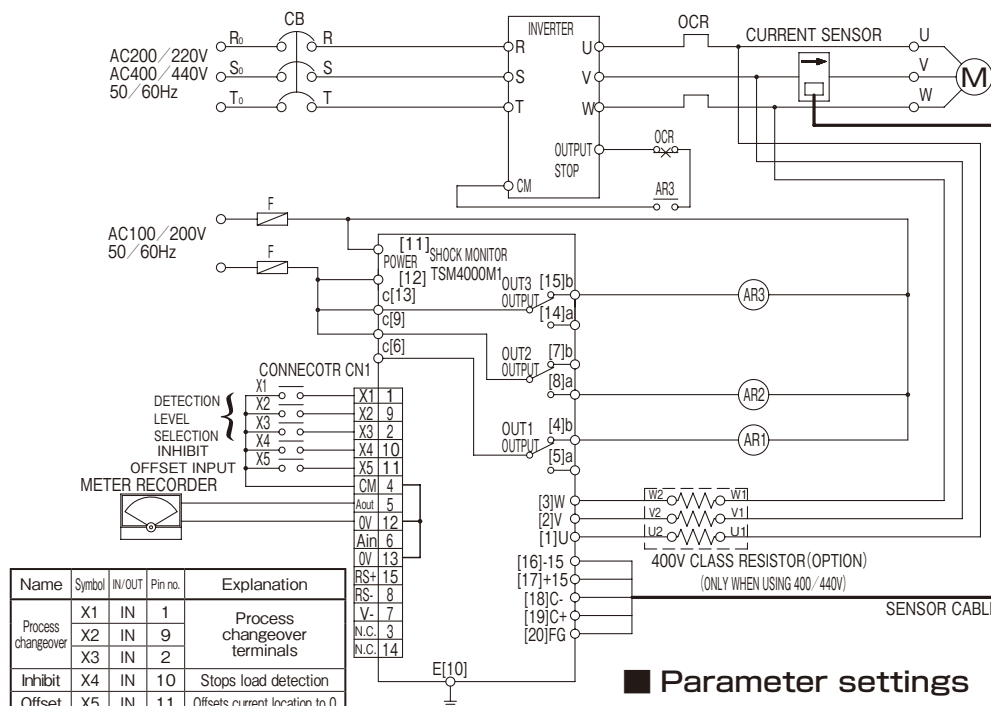 CB
INVERTER
OCR
CURRENT SENSOR
AC200/220V
AC400/440V
50/60Hz
R0 R R U U
S0 S S V V
T0 T T W W
M
OUTPUT
STOP
OCR
AR3
CM
AC100/200V
50/60Hz
F
F
[11]
POWER
[12]
SHOCK MONITOR
TSM4000M1
c[13]
c[9]
c[6]
OUT3
OUTPUT
[15]b
[14]a
AR3
OUT2
OUTPUT
[7]b
[8]a
AR2
OUT1
OUTPUT
[4]b
[5]a
AR1
CONNECOTR CN1
DETECTION
LEVEL
SELECTION
INHIBIT
OFFSET INPUT
METER RECORDER
X1 X1 1
X2 X2 9
X3 X3 2
X4 X4 10
X5 X5 11
CM 4
Aout 5
0V 12
Ain 6
0V 13
RS+ 15
RS- 8
V- 7
N.C. 3
N.C. 14
[3]W W2 W1
[2]V V2 V1
[1]U U2 U1
400V CLASS RESISTOR(OPTION)
(ONLY WHEN USING 400/440V)
[16]-15
[17]+15
[18]C-
[19]C+
[20]FG
SENSOR CABLE
E[10]
Name Symbol IN/OUT Pin no. Explanation
Process changeover X1 IN 1 Process changeover terminals
X2 IN 9
X3 IN 2
Inhibit X4 IN 10 Stops load detection
Offset X5 IN 11 Offsets current location to 0
■ Parameter settings